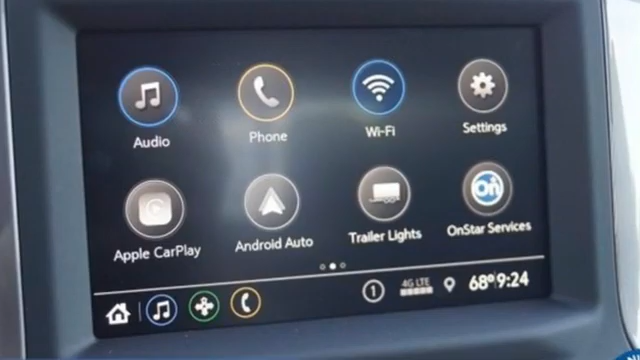 Audio Phone Wi-Fi Settings
Apple CarPlay Android Auto Trailer Lights OnStar Services
On
1 4G LTE 68° 9:24